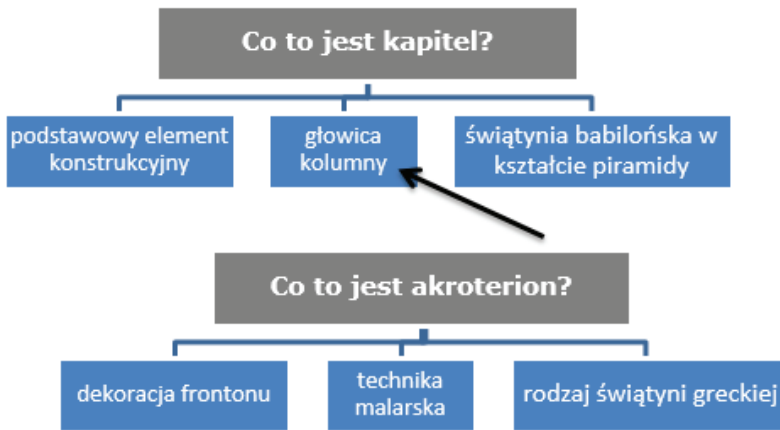 Co to jest kapitel?
podstawowy element
konstrukcyjny
głowica
kolumny
świątynia babilońska w
kształcie piramidy
Co to jest akroterion?
dekoracja frontonu
technika
malarska
rodzaj świątyni greckiej